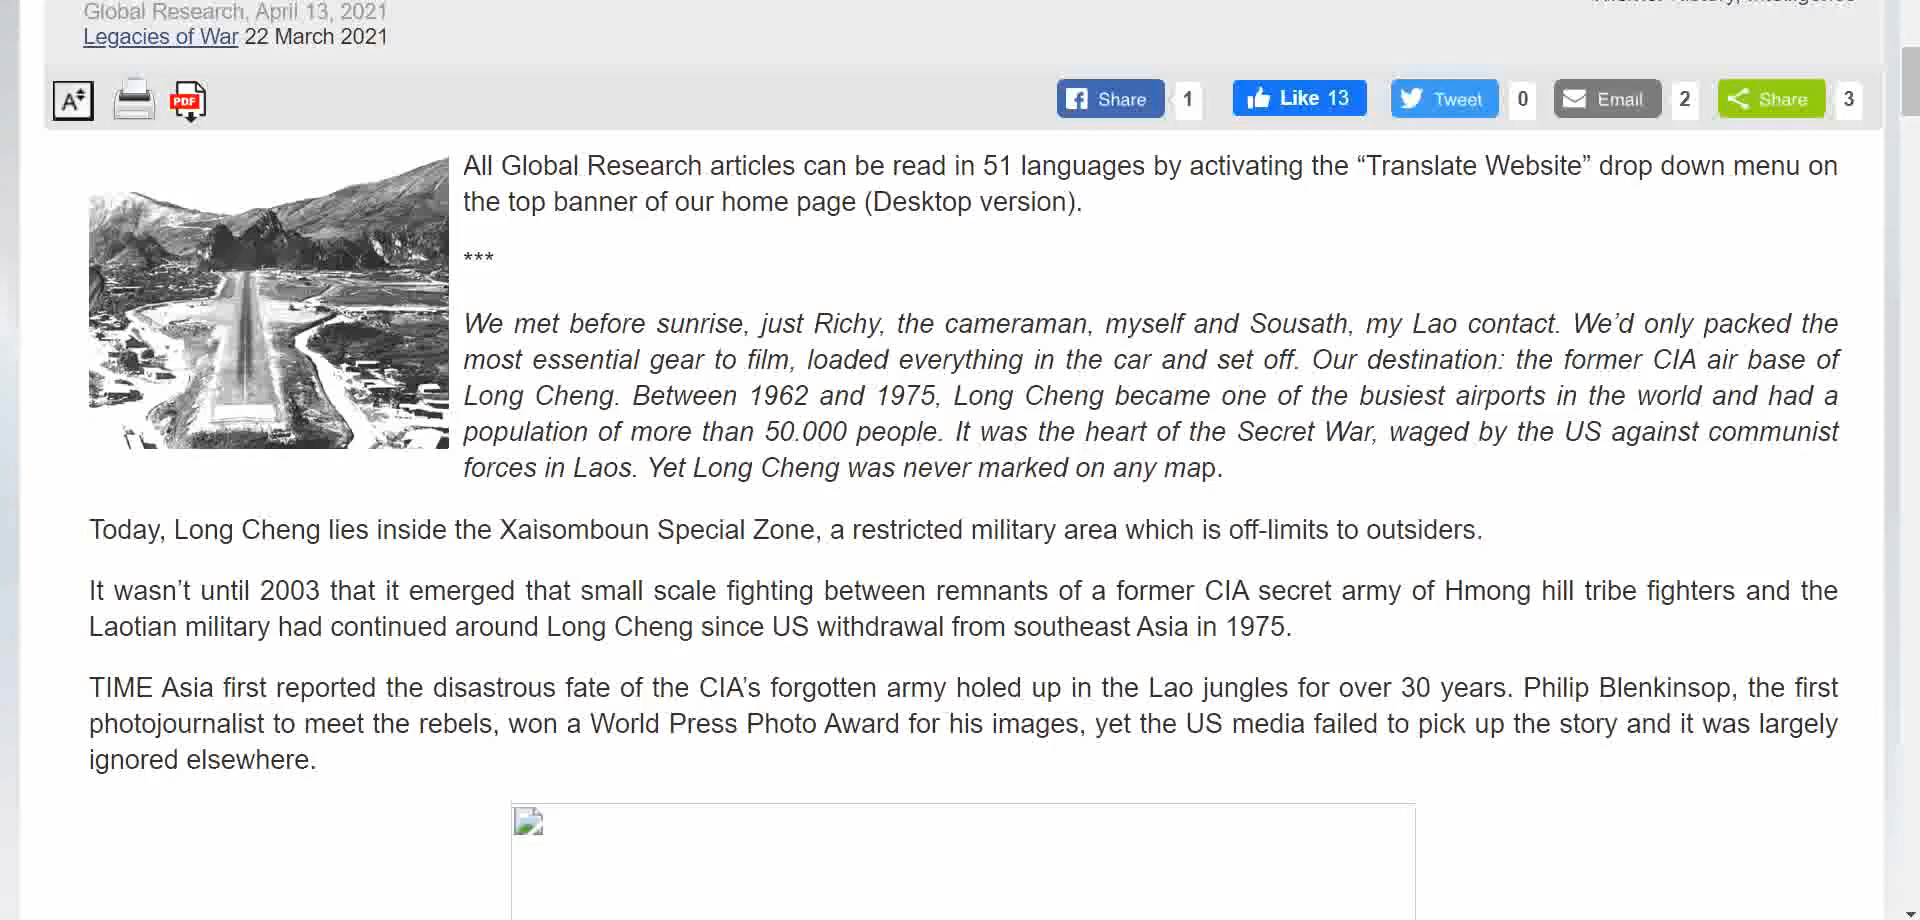 Global Research, April 13, 2021
Legacies of War 22 March 2021
A
PDF
Share 1
Like 13
Tweet 0
Email 2
Share 3
All Global Research articles can be read in 51 languages by activating the “Translate Website” drop down menu on
the top banner of our home page (Desktop version).
***
We met before sunrise, just Richy, the cameraman, myself and Sousath, my Lao contact. We’d only packed the
most essential gear to film, loaded everything in the car and set off. Our destination: the former CIA air base of
Long Cheng. Between 1962 and 1975, Long Cheng became one of the busiest airports in the world and had a
population of more than 50.000 people. It was the heart of the Secret War, waged by the US against communist
forces in Laos. Yet Long Cheng was never marked on any map.
Today, Long Cheng lies inside the Xaisomboun Special Zone, a restricted military area which is off-limits to outsiders.
It wasn’t until 2003 that it emerged that small scale fighting between remnants of a former CIA secret army of Hmong hill tribe fighters and the
Laotian military had continued around Long Cheng since US withdrawal from southeast Asia in 1975.
TIME Asia first reported the disastrous fate of the CIA’s forgotten army holed up in the Lao jungles for over 30 years. Philip Blenkinsop, the first
photojournalist to meet the rebels, won a World Press Photo Award for his images, yet the US media failed to pick up the story and it was largely
ignored elsewhere.